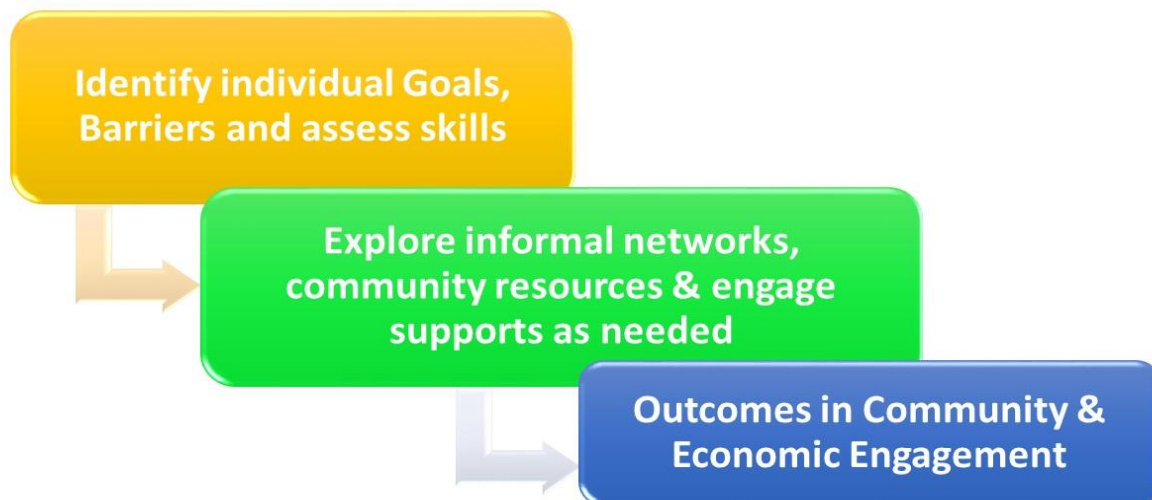 Identify individual Goals,
Barriers and assess skills
Explore informal networks,
community resources & engage
supports as needed
Outcomes in Community &
Economic Engagement